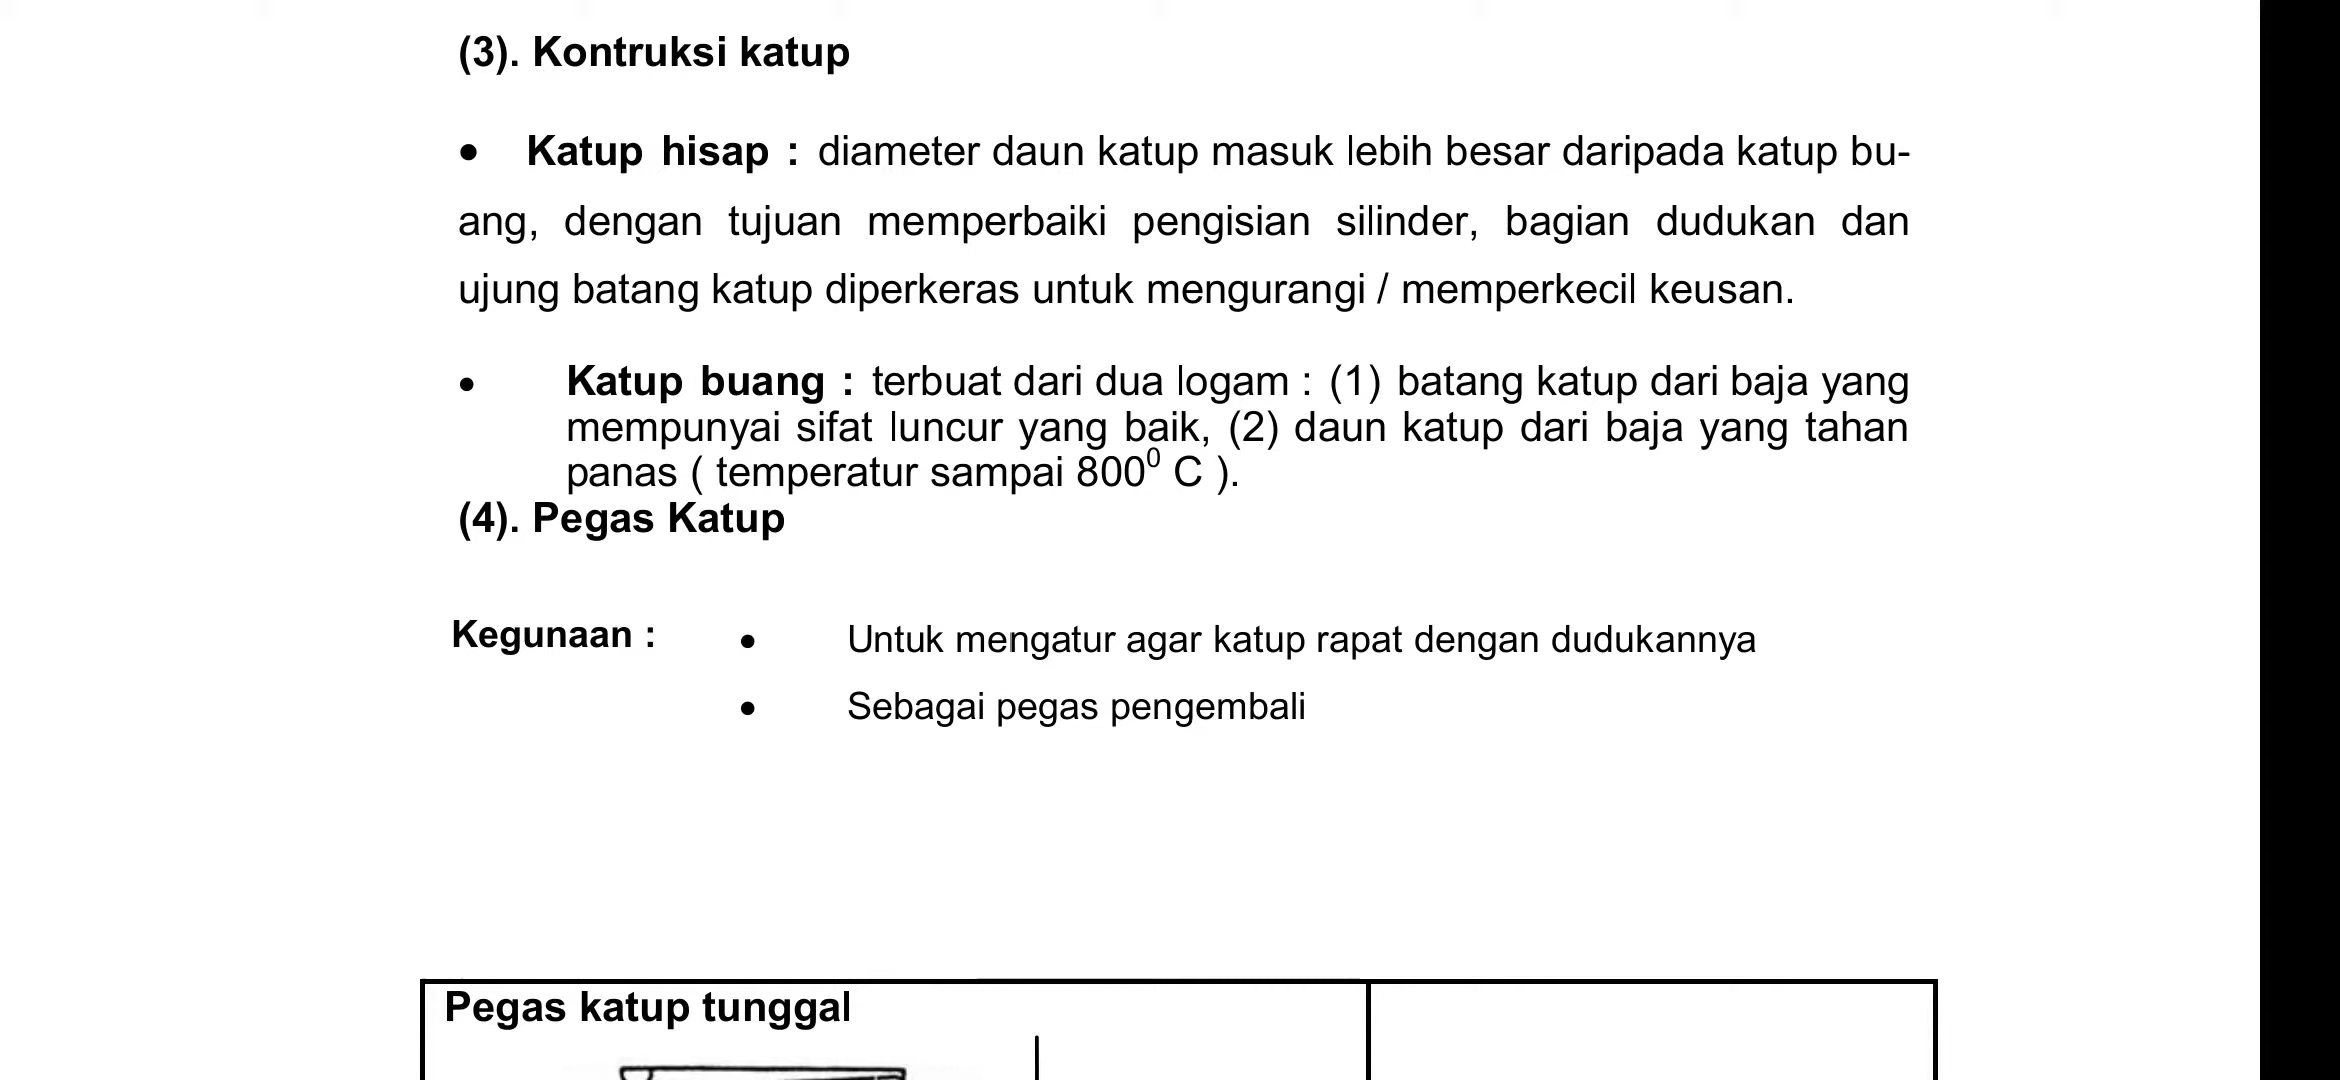 (3). Kontruksi katup
• Katup hisap : diameter daun katup masuk lebih besar daripada katup bu-
ang, dengan tujuan memperbaiki pengisian silinder, bagian dudukan dan
ujung batang katup diperkeras untuk mengurangi / memperkecil keusan.
• Katup buang : terbuat dari dua logam : (1) batang katup dari baja yang
mempunyai sifat luncur yang baik, (2) daun katup dari baja yang tahan
panas ( temperatur sampai 800⁰ C ).
(4). Pegas Katup
Kegunaan : • Untuk mengatur agar katup rapat dengan dudukannya
• Sebagai pegas pengembali
Pegas katup tunggal